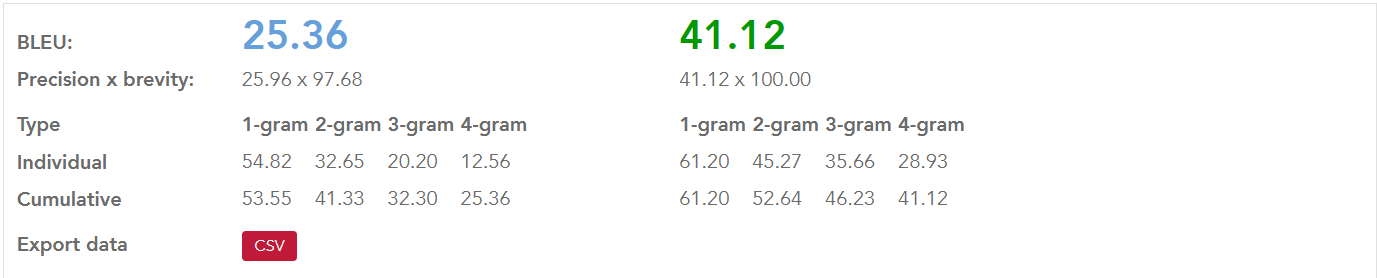 BLEU: 25.36 41.12
Precision x brevity: 25.96 x 97.68 41.12 x 100.00
Type 1-gram 2-gram 3-gram 4-gram 1-gram 2-gram 3-gram 4-gram
Individual 54.82 32.65 20.20 12.56 61.20 45.27 35.66 28.93
Cumulative 53.55 41.33 32.30 25.36 61.20 52.64 46.23 41.12
Export data CSV